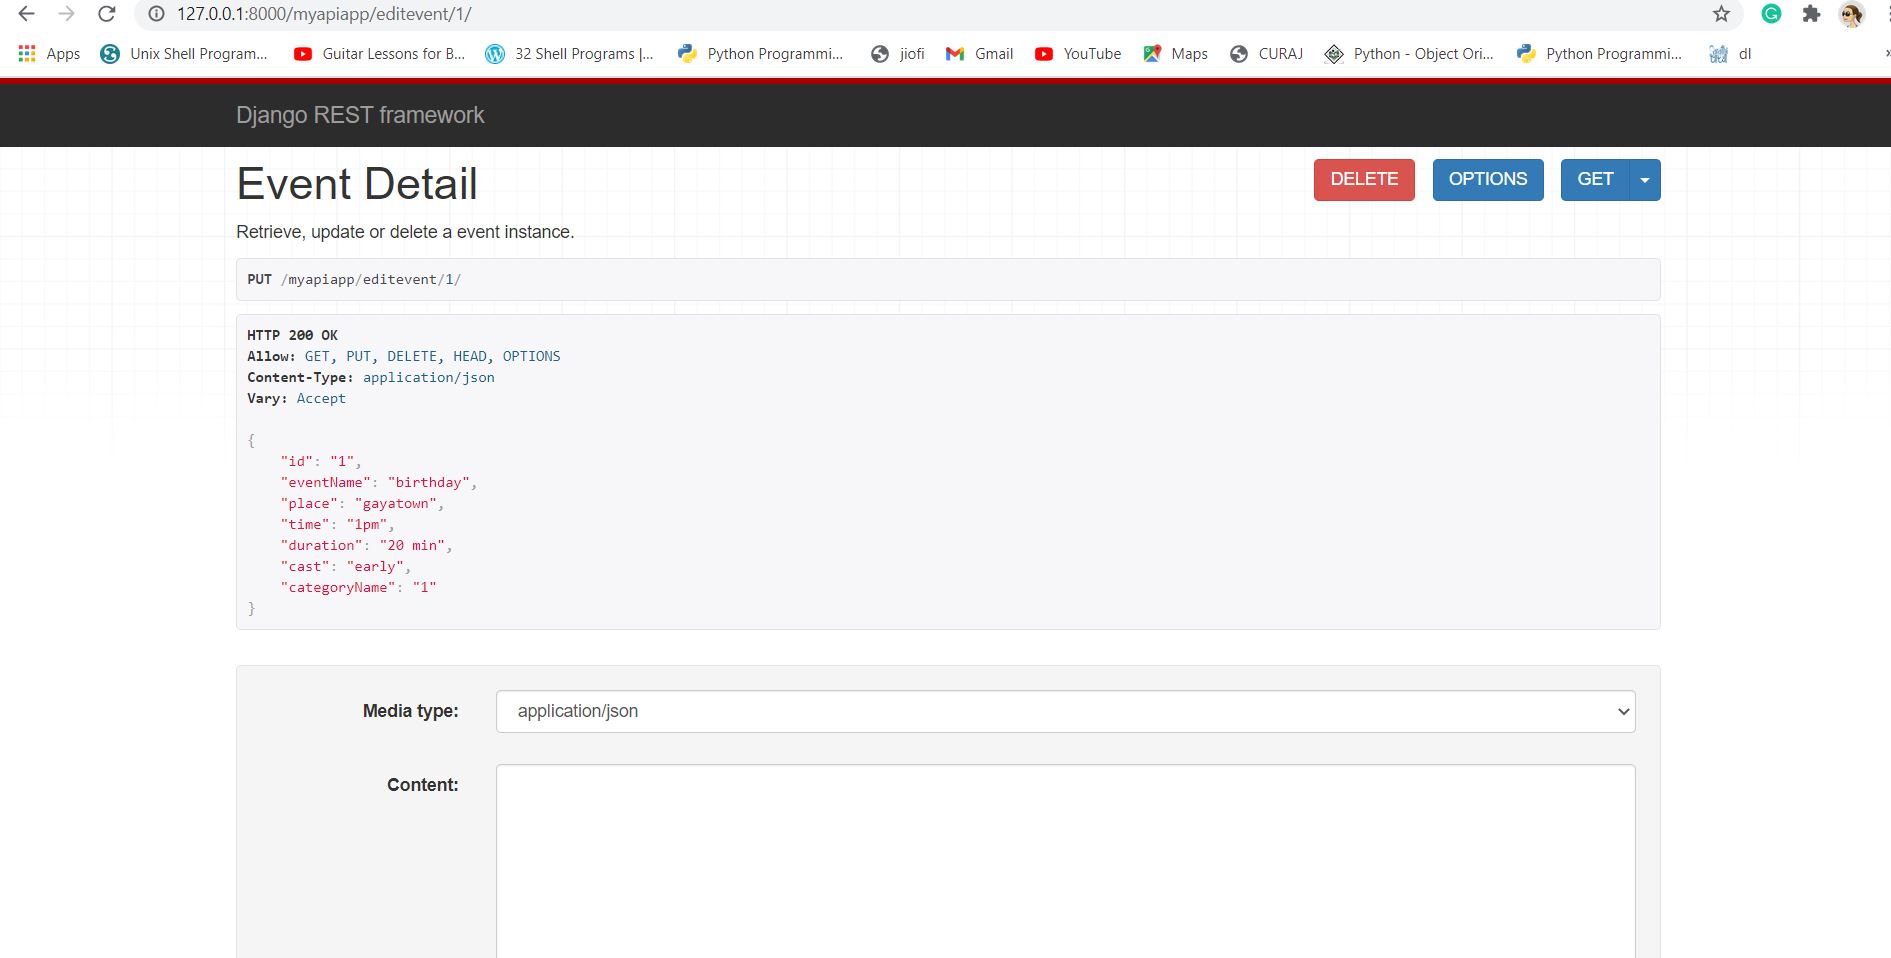 127.0.0.1:8000/myapiapp/editevent/1/
Apps Unix Shell Program... Guitar Lessons for B... 32 Shell Programs |... Python Programmi... jiofi Gmail YouTube Maps CURAJ Python - Object Ori... Python Programmi... dl »
Django REST framework
Event Detail DELETE OPTIONS GET
Retrieve, update or delete a event instance.
PUT /myapiapp/editevent/1/
HTTP 200 OK
Allow: GET, PUT, DELETE, HEAD, OPTIONS
Content-Type: application/json
Vary: Accept
{
"id": "1",
"eventName": "birthday",
"place": "gayatown",
"time": "1pm",
"duration": "20 min",
"cast": "early",
"categoryName": "1"
}
Media type: application/json
Content: